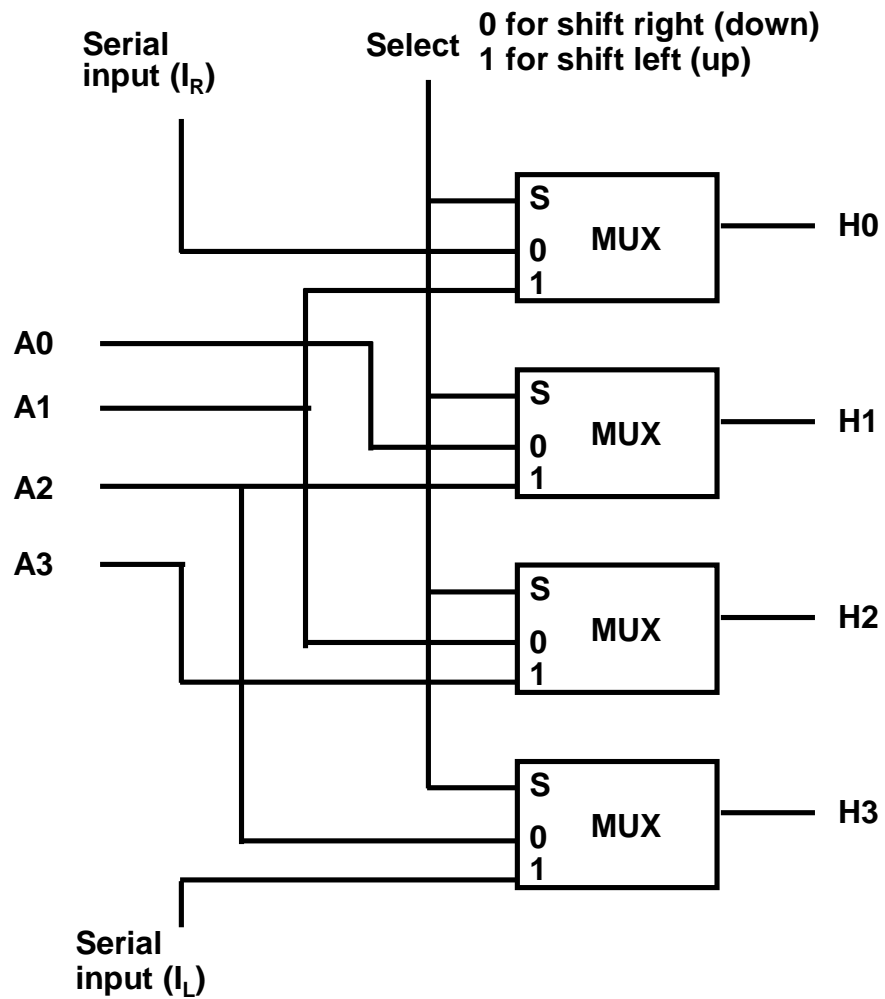 0 for shift right (down)
Select
1 for shift left (up)
Serial
input (IR)
S
0
1
MUX
H0
A0
A1
A2
A3
S
0
1
MUX
H1
S
0
1
MUX
H2
S
0
1
MUX
H3
Serial
input (IL)